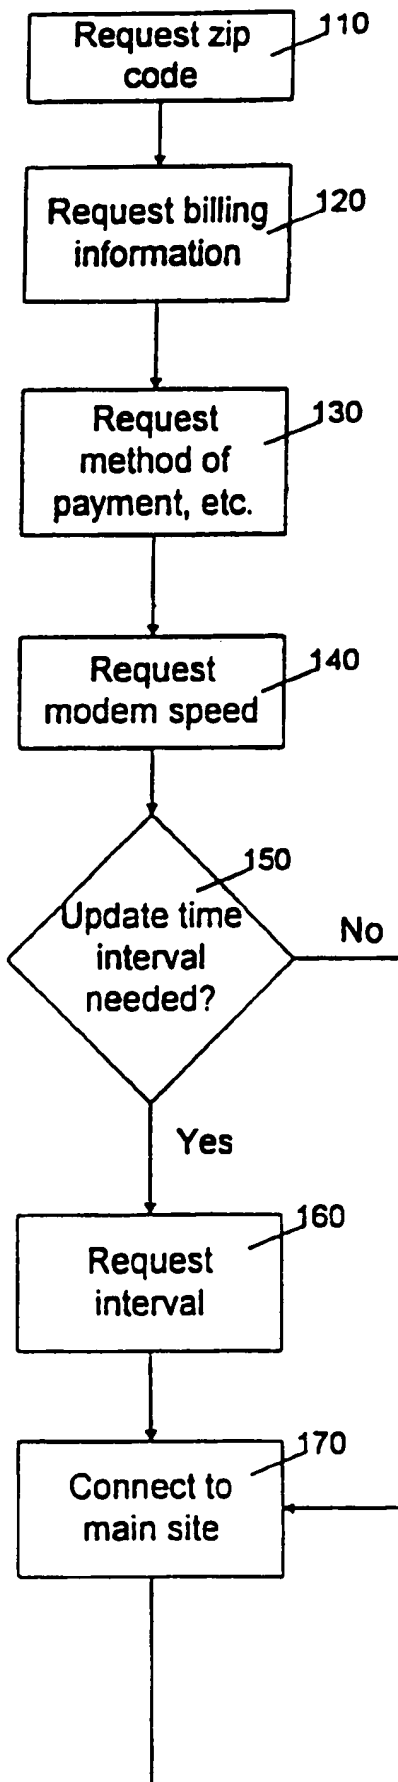 Request zip
code
110
Request billing
information
120
Request
method of
payment, etc.
130
Request
modem speed
140
150
Update time
interval
needed?
No
Yes
160
Request
interval
170
Connect to
main site